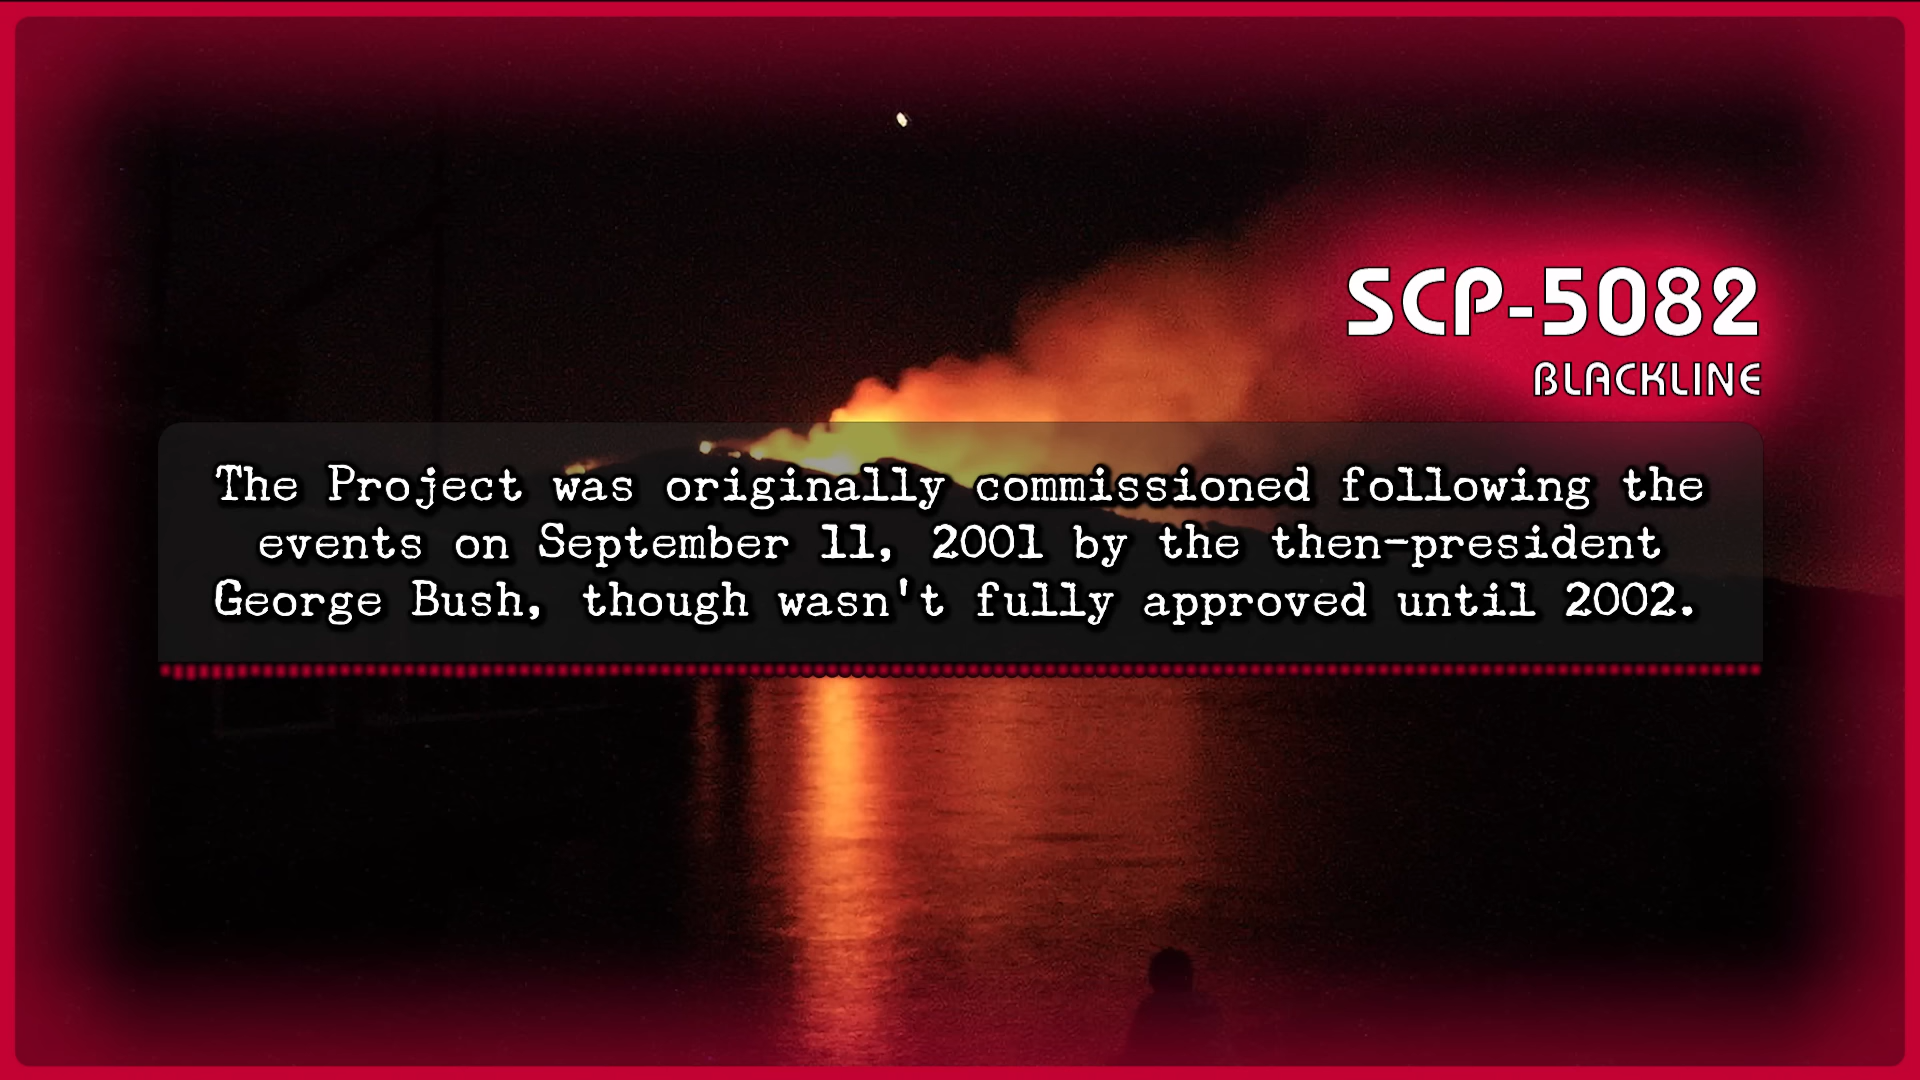 SCP-5082
BLACKLINE
The Project was originally commissioned following the
events on September 11, 2001 by the then-president
George Bush, though wasn't fully approved until 2002.